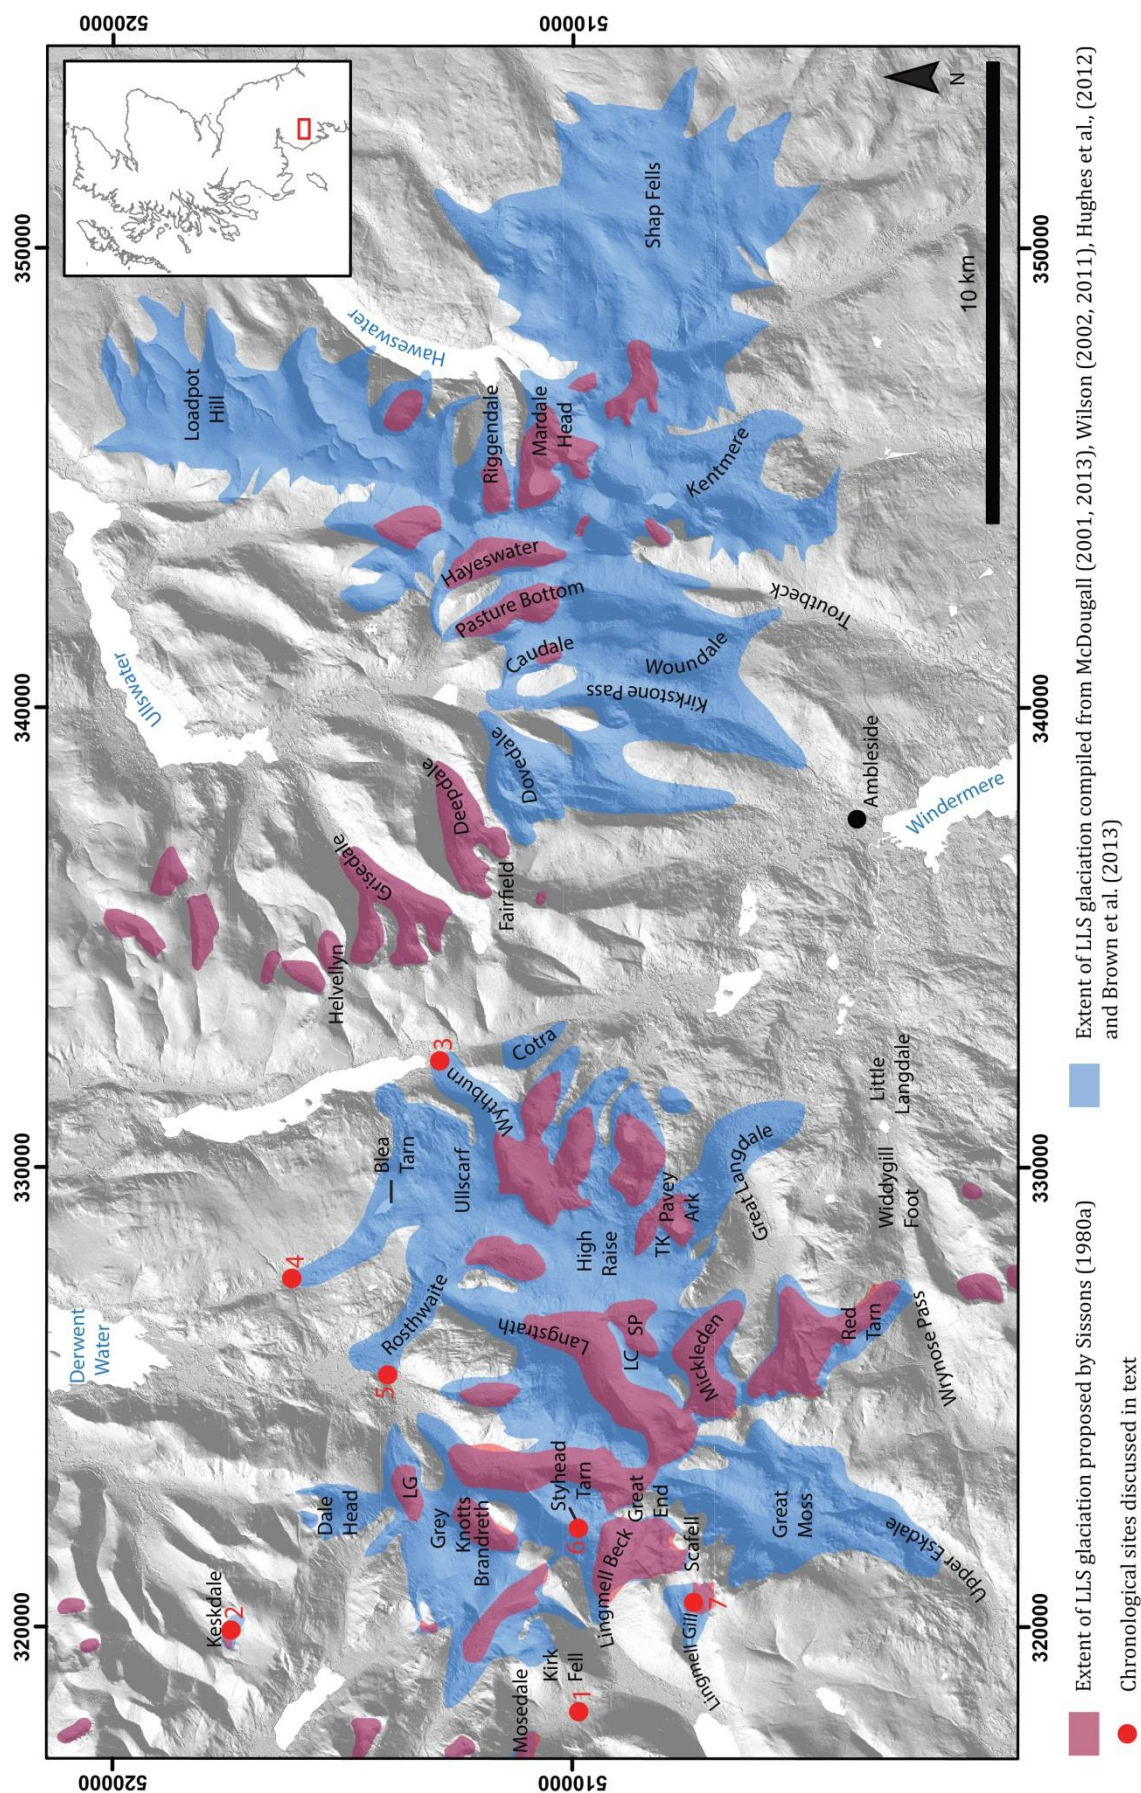 520000
510000
350000
340000
330000
320000
350000
340000
330000
320000
520000
510000
N
10 km
Loadpot
Hill
Haweswater
Ullswater
Shap Fells
Riggendale
Mardale
Head
Kentmere
Hayeswater
Pasture Bottom
Caudale
Troutbeck
Woundale
Kirkstone Pass
Dovedale
Deepdale
Fairfield
Grisedale
Helvellyn
Ambleside
Windermere
3
Wythburn
Cotra
Blea
Tarn
Ullscarf
4
Derwent
Water
Rosthwaite
5
Langstrath
High
Raise
TK
Pavey
Ark
Great Langdale
Little
Langdale
Widdygill
Foot
SP
LC
Mickleden
Red
Tarn
Wrynose Pass
Dale
Head
LG
Grey
Knotts
Brandreth
Styhead
Tarn
6
Great
End
Lingmell Beck
Scafell
Great
Moss
Upper Eskdale
7
Lingmell Gill
Keskdale
2
Mosedale
Kirk
Fell
1
Extent of LLS glaciation proposed by Sissons (1980a)
Chronological sites discussed in text
Extent of LLS glaciation compiled from McDougall (2001, 2013), Wilson (2002, 2011), Hughes et al., (2012)
and Brown et al. (2013)